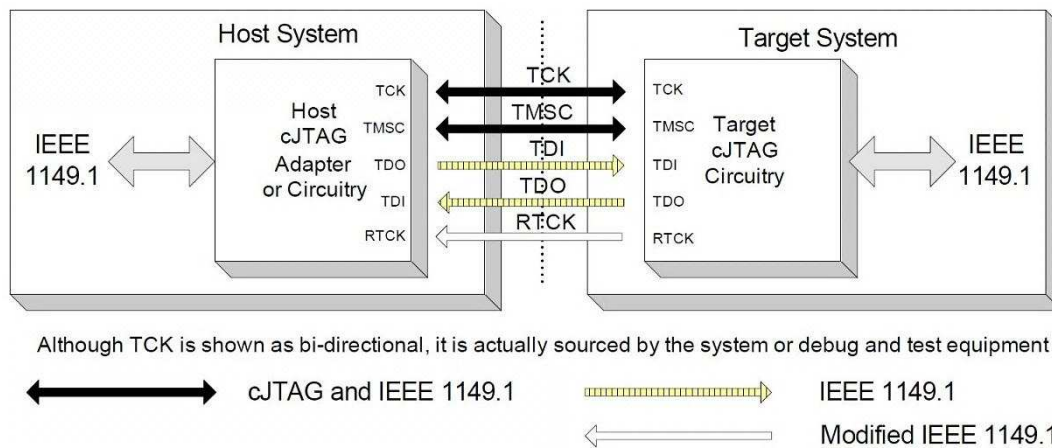 Host System
Target System
IEEE
1149.1
Host
cJTAG
Adapter
or Circuitry
TCK
TMSC
TDO
TDI
RTCK
TCK
TMSC
TDI
TDO
RTCK
TCK
TMSC
TDI
TDO
RTCK
Target
cJTAG
Circuitry
IEEE
1149.1
Although TCK is shown as bi-directional, it is actually sourced by the system or debug and test equipment
cJTAG and IEEE 1149.1
IEEE 1149.1
Modified IEEE 1149.1